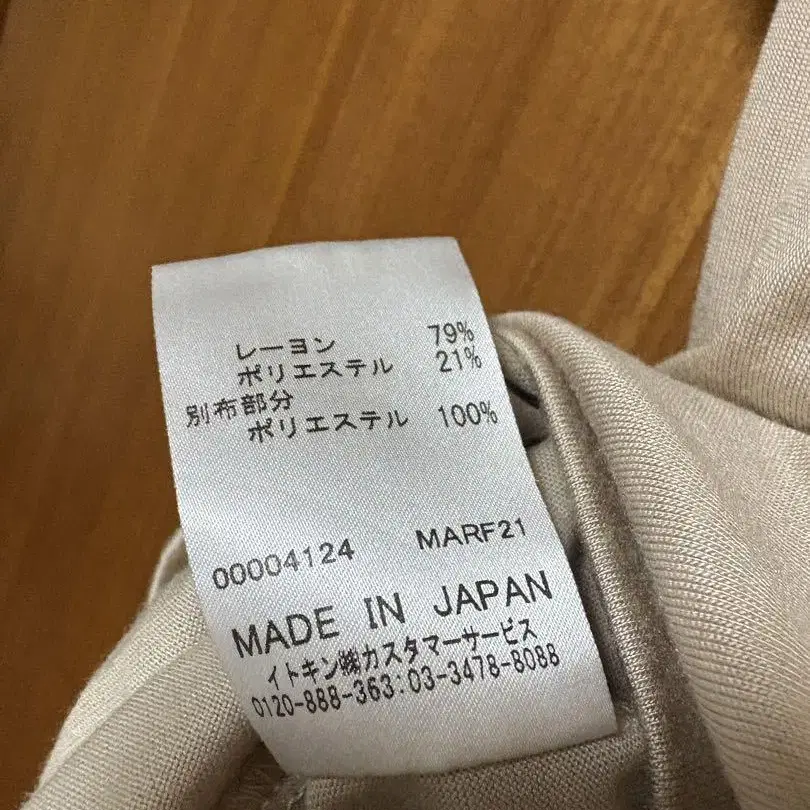 レーヨン 79%
ポリエステル 21%
別布部分
ポリエステル 100%
00004124 MARF21
MADE IN JAPAN
イトキン㈱カスタマーサービス
0120-888-363:03-3478-8088